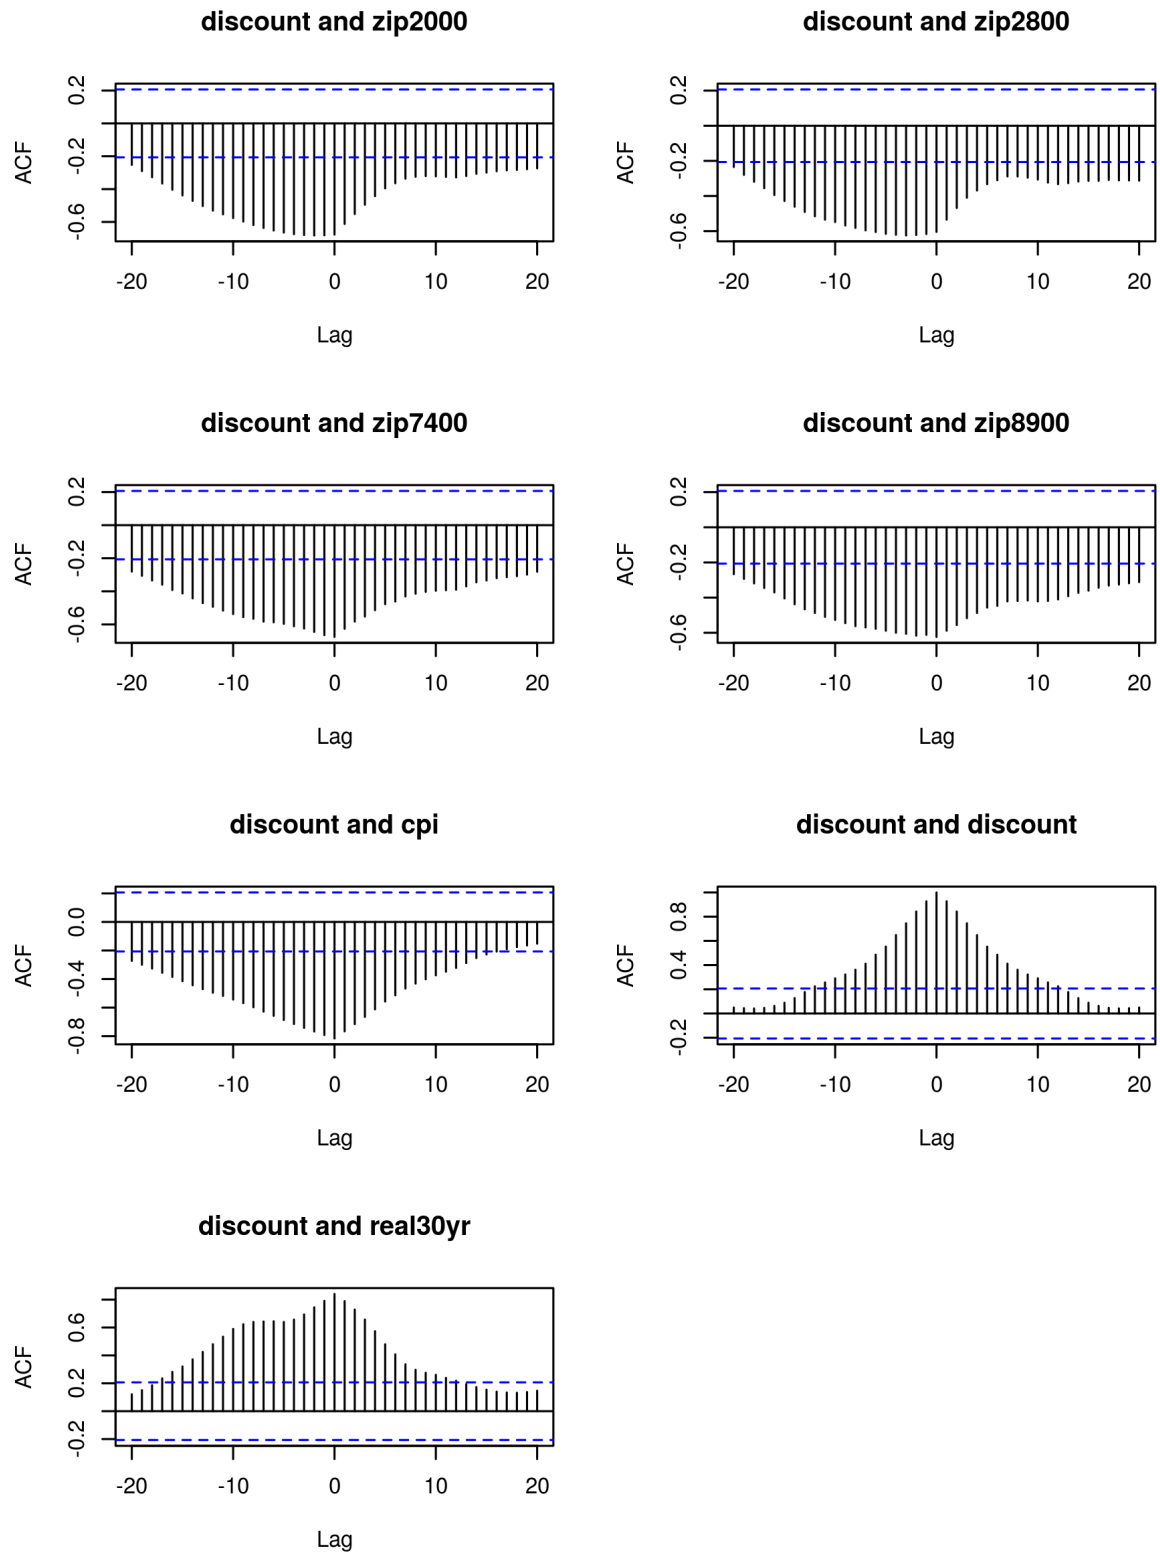 discount and zip2000
discount and zip2800
ACF
0.2
-0.2
-0.6
-20 -10 0 10 20
Lag
ACF
0.2
-0.2
-0.6
-20 -10 0 10 20
Lag
discount and zip7400
discount and zip8900
ACF
0.2
-0.2
-0.6
-20 -10 0 10 20
Lag
ACF
0.2
-0.2
-0.6
-20 -10 0 10 20
Lag
discount and cpi
discount and discount
ACF
0.0
-0.4
-0.8
-20 -10 0 10 20
Lag
ACF
0.8
0.4
-0.2
-20 -10 0 10 20
Lag
discount and real30yr
ACF
0.6
0.2
-0.2
-20 -10 0 10 20
Lag